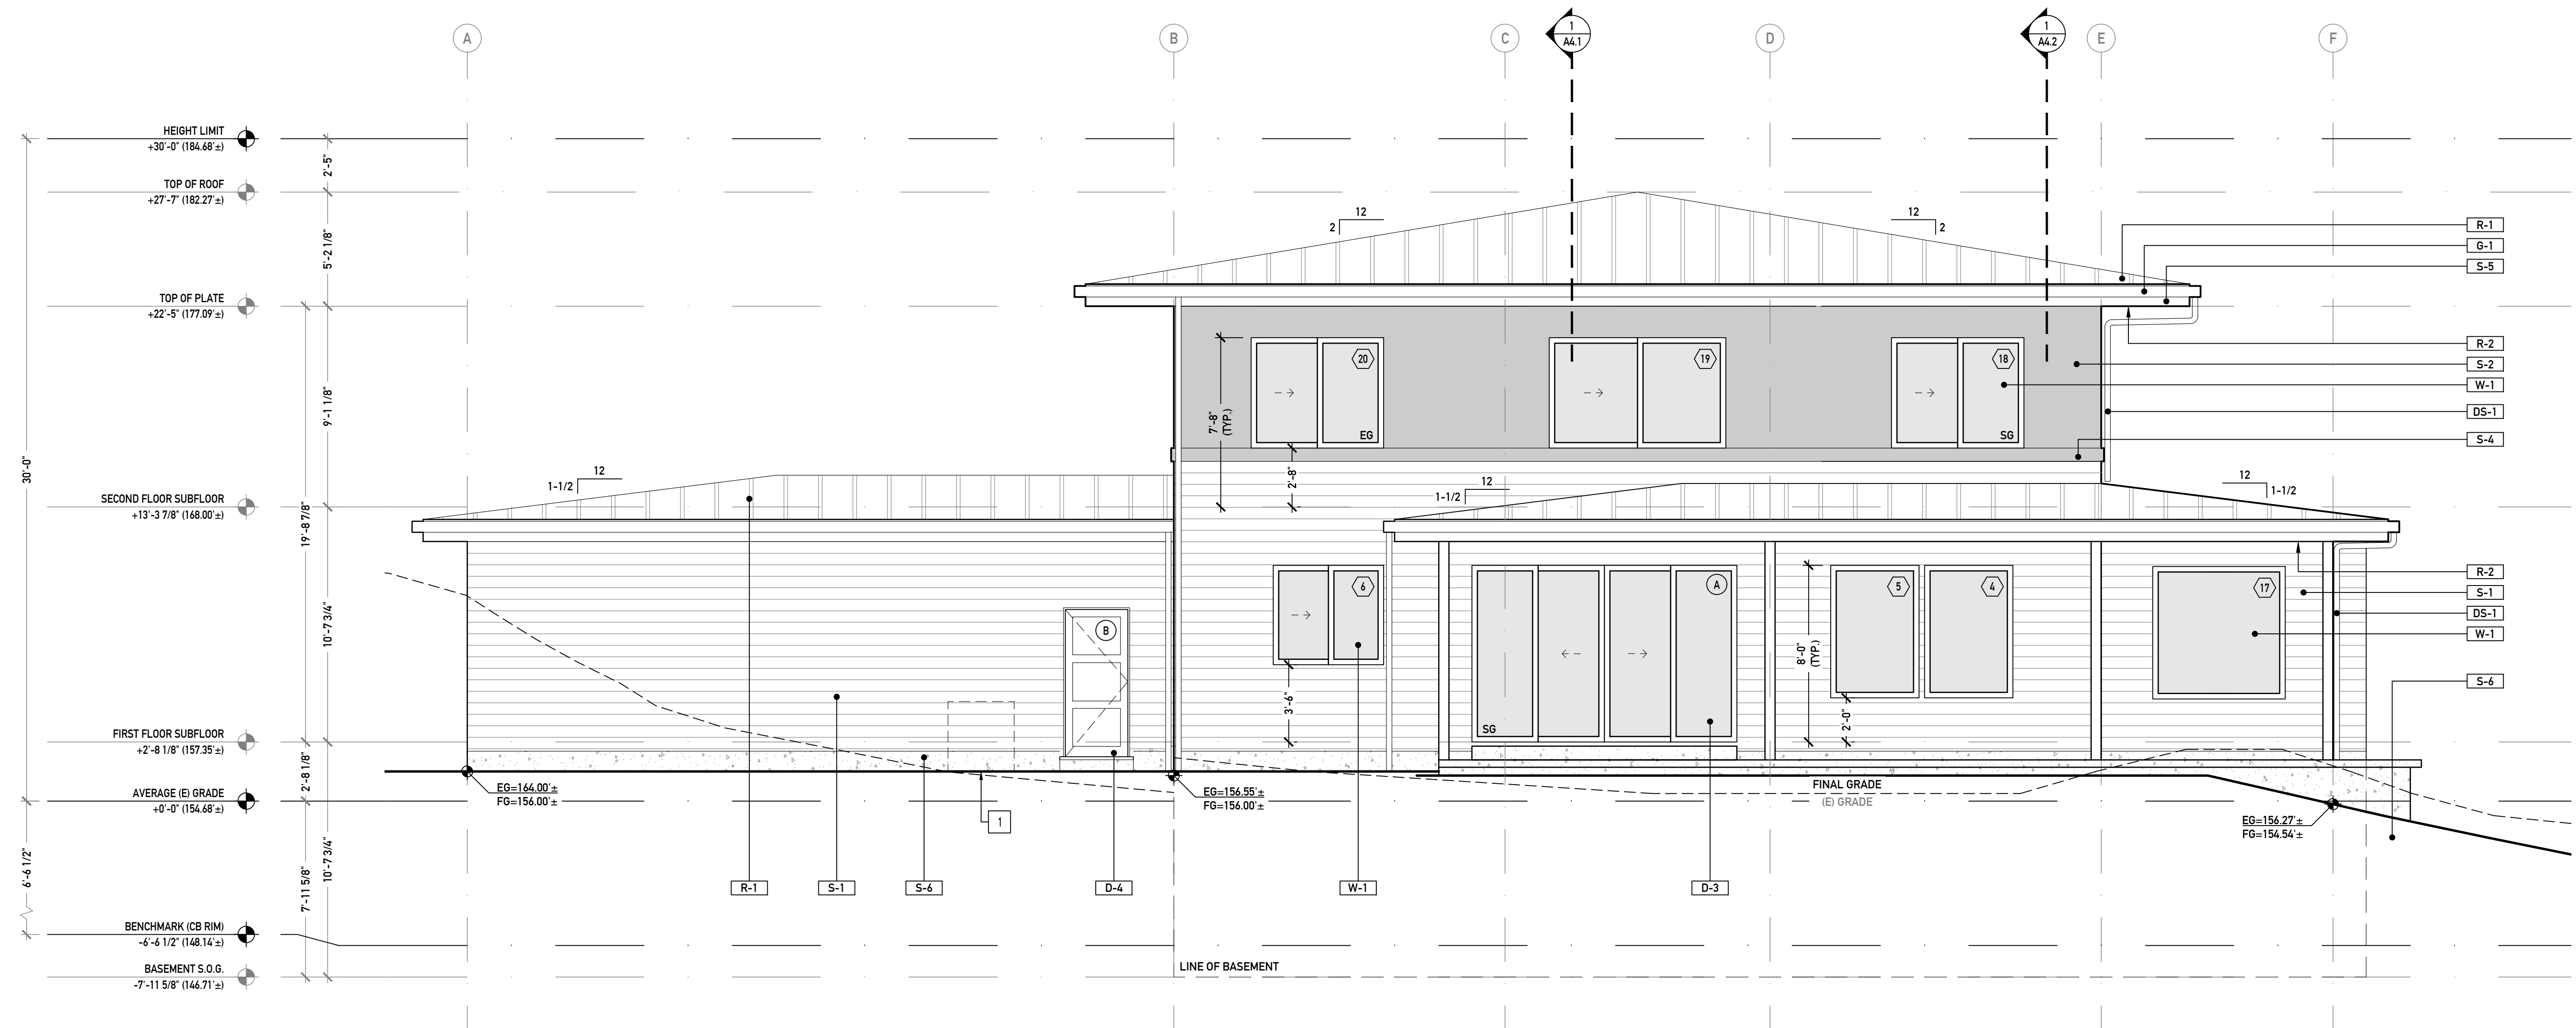 A
B
C
1
A4.1
D
1
A4.2
E
F
HEIGHT LIMIT
+30'-0" (184.68'±)
2'-5"
TOP OF ROOF
+27'-7" (182.27'±)
5'-2 1/8"
TOP OF PLATE
+22'-5" (177.09'±)
9'-1 1/8"
30'-0"
SECOND FLOOR SUBFLOOR
+13'-3 7/8" (168.00'±)
19'-8 7/8"
10'-7 3/4"
FIRST FLOOR SUBFLOOR
+2'-8 1/8" (157.35'±)
2'-8 1/8"
AVERAGE (E) GRADE
+0'-0" (154.68'±)
6'-6 1/2"
7'-11 5/8"
10'-7 3/4"
BENCHMARK (CB RIM)
-6'-6 1/2" (148.14'±)
BASEMENT S.O.G.
-7'-11 5/8" (146.71'±)
12
2
12
2
R-1
G-1
S-5
R-2
S-2
W-1
DS-1
S-4
20
EG
19
18
SG
7'-8"
(TYP.)
2'-8"
12
1-1/2
12
1-1/2
12
1-1/2
B
6
3'-6"
A
SG
8'-0"
(TYP.)
5
4
2'-0"
17
R-2
S-1
DS-1
W-1
S-6
EG=164.00'±
FG=156.00'±
1
EG=156.55'±
FG=156.00'±
FINAL GRADE
(E) GRADE
EG=156.27'±
FG=154.54'±
R-1
S-1
S-6
D-4
W-1
D-3
LINE OF BASEMENT